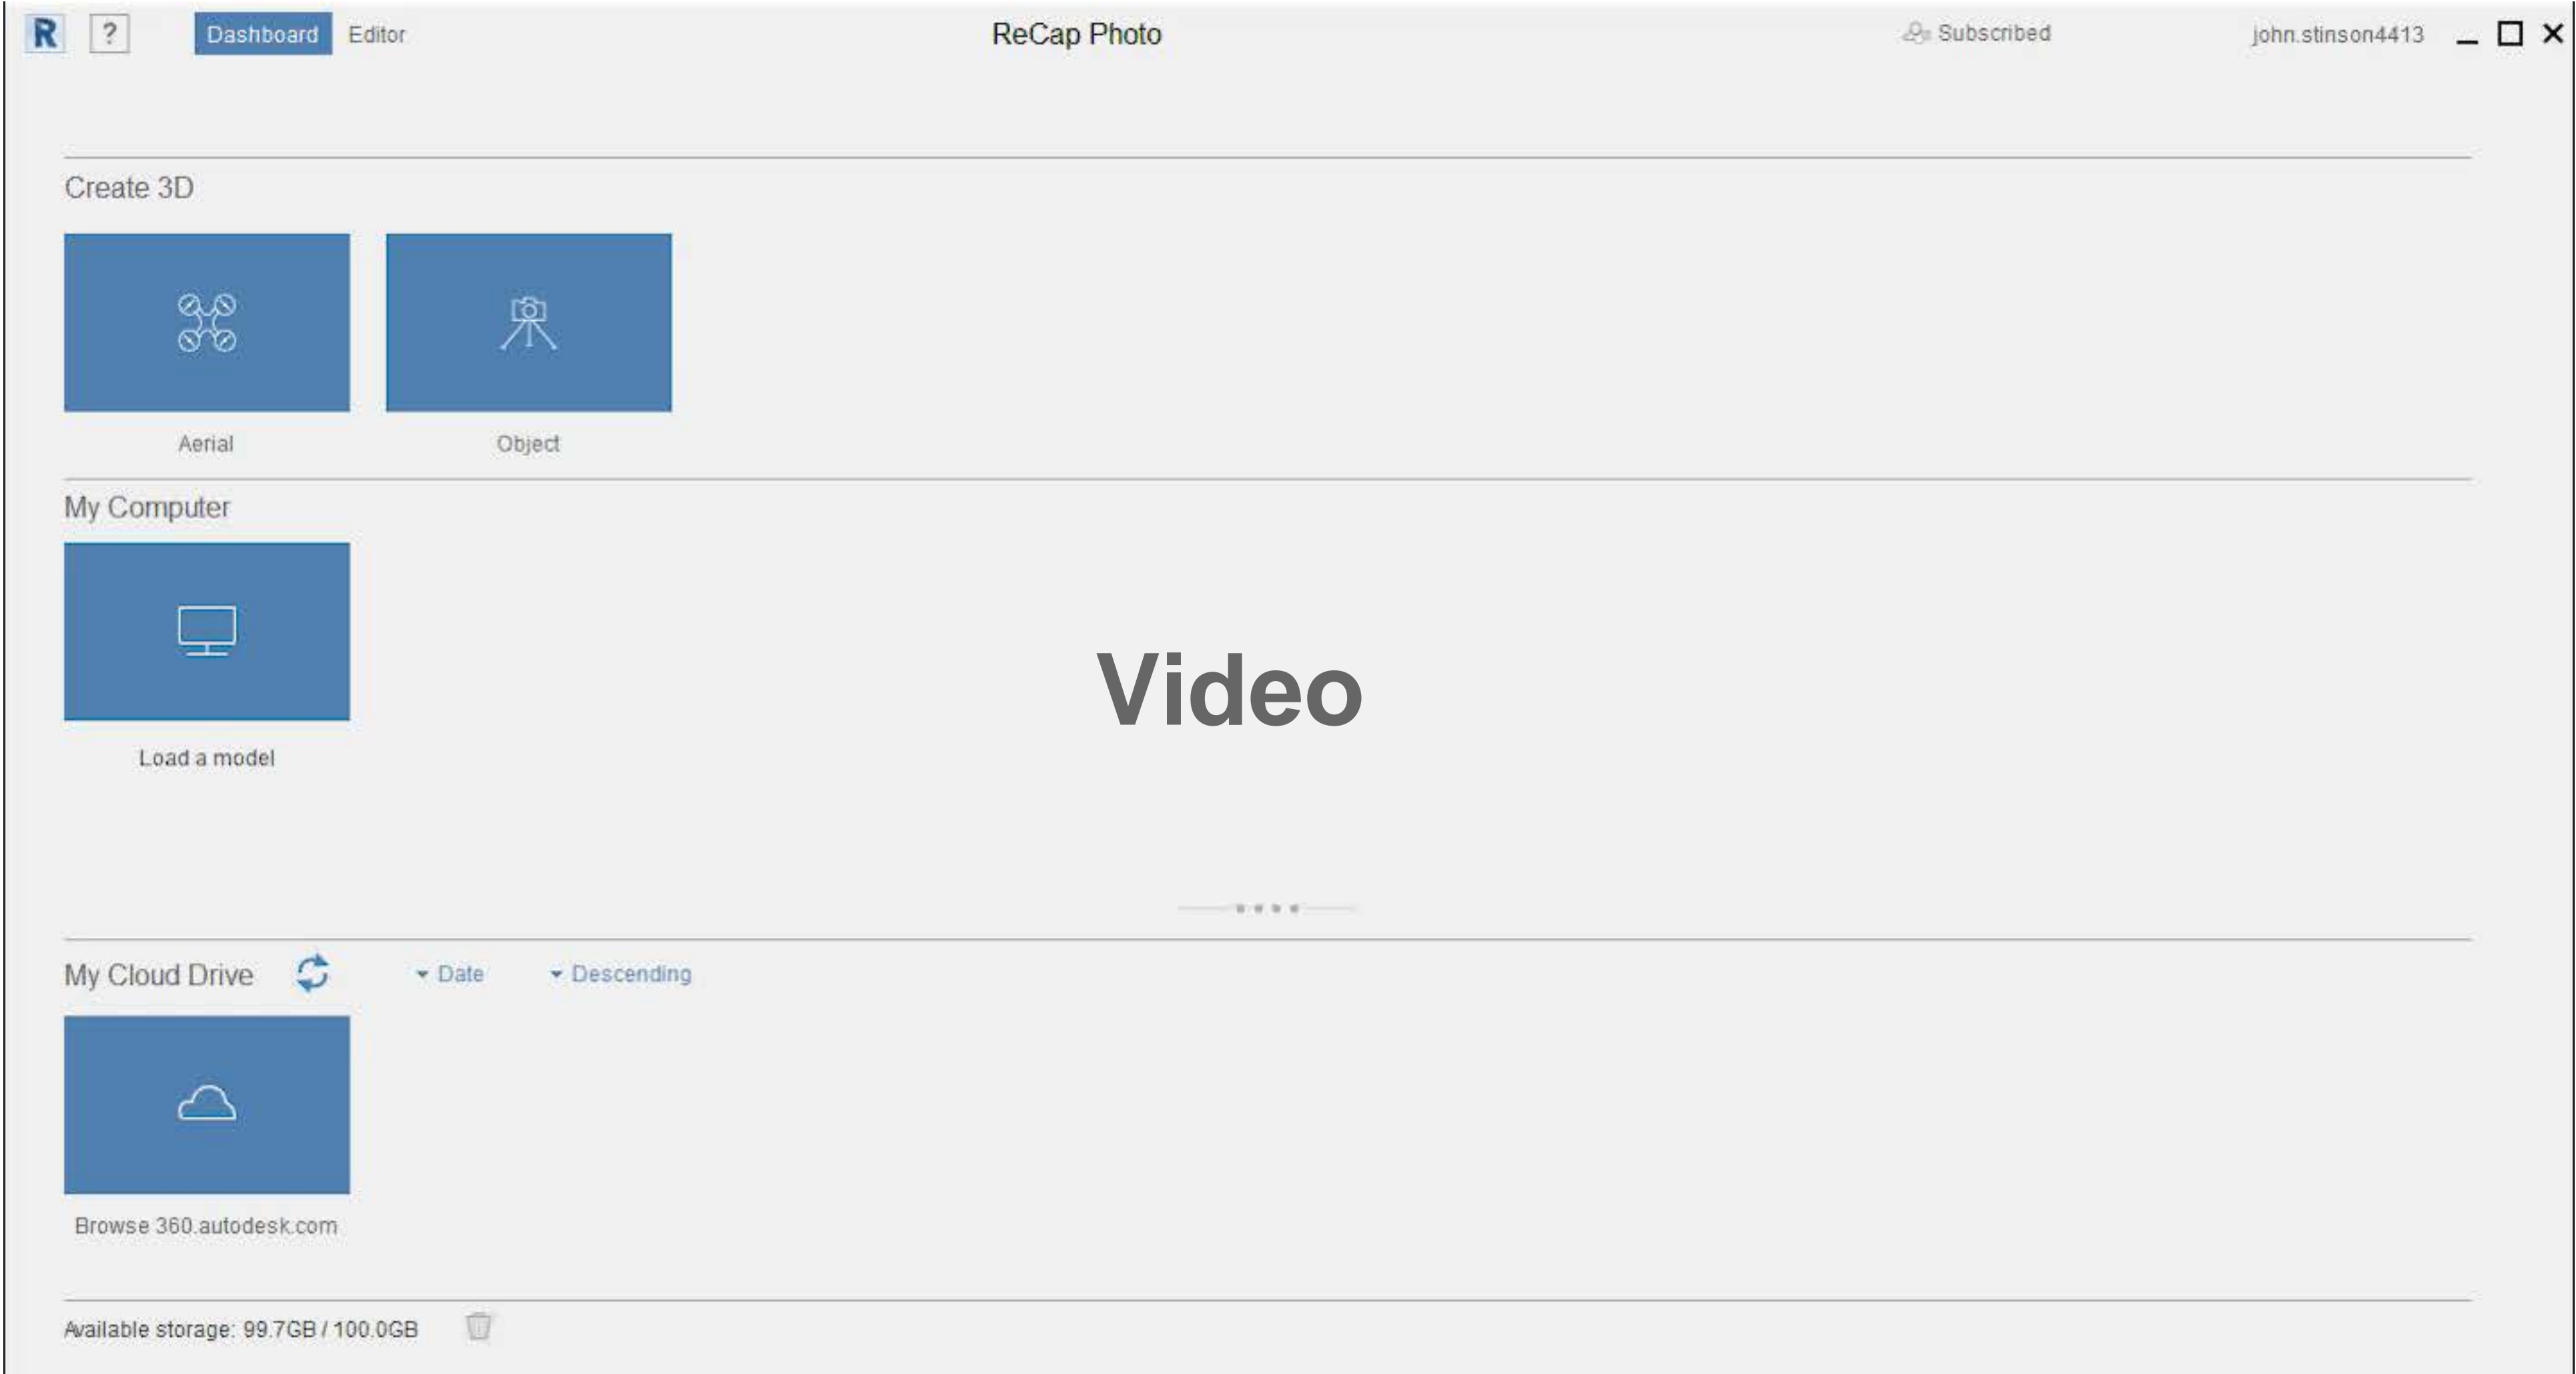 R ? Dashboard Editor ReCap Photo Subscribed john.stinson4413
Create 3D
Aerial Object
My Computer
Video
Load a model
My Cloud Drive Date Descending
Browse 360.autodesk.com
Available storage: 99.7GB / 100.0GB